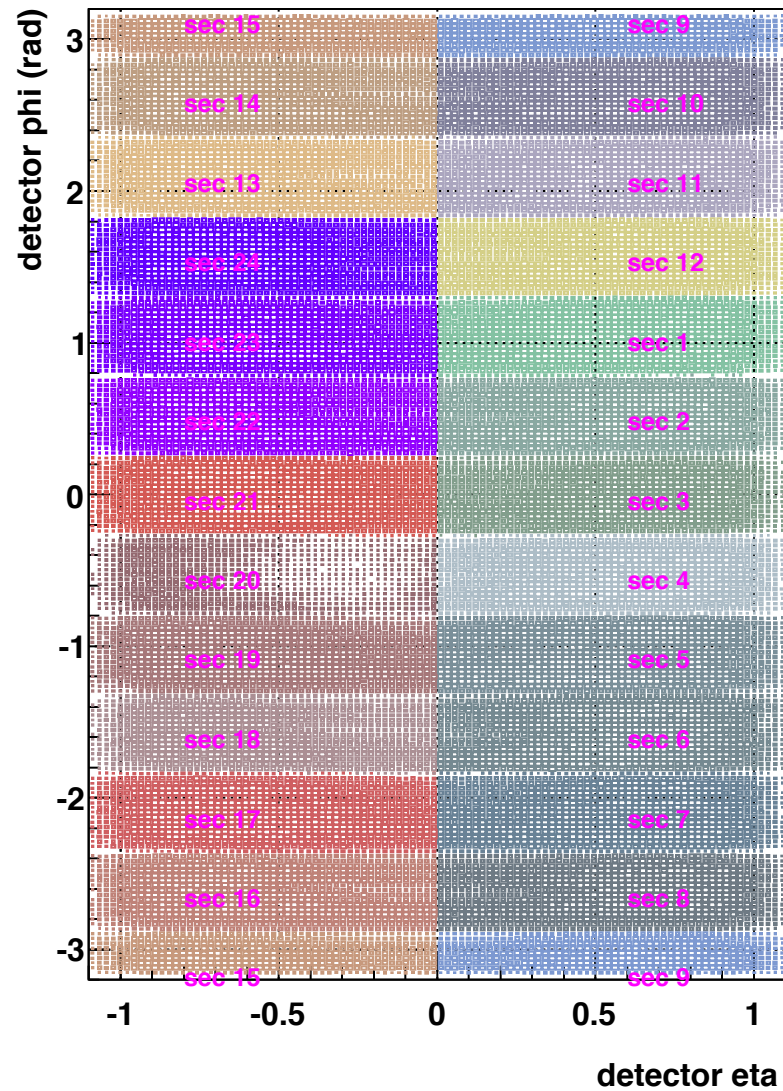 detector phi (rad)
3
2
1
0
-1
-2
-3
sec 15
sec 9
sec 14
sec 10
sec 13
sec 11
sec 24
sec 12
sec 23
sec 1
sec 22
sec 2
sec 21
sec 3
sec 20
sec 4
sec 19
sec 5
sec 18
sec 6
sec 17
sec 7
sec 16
sec 8
sec 15
sec 9
-1 -0.5 0 0.5 1
detector eta